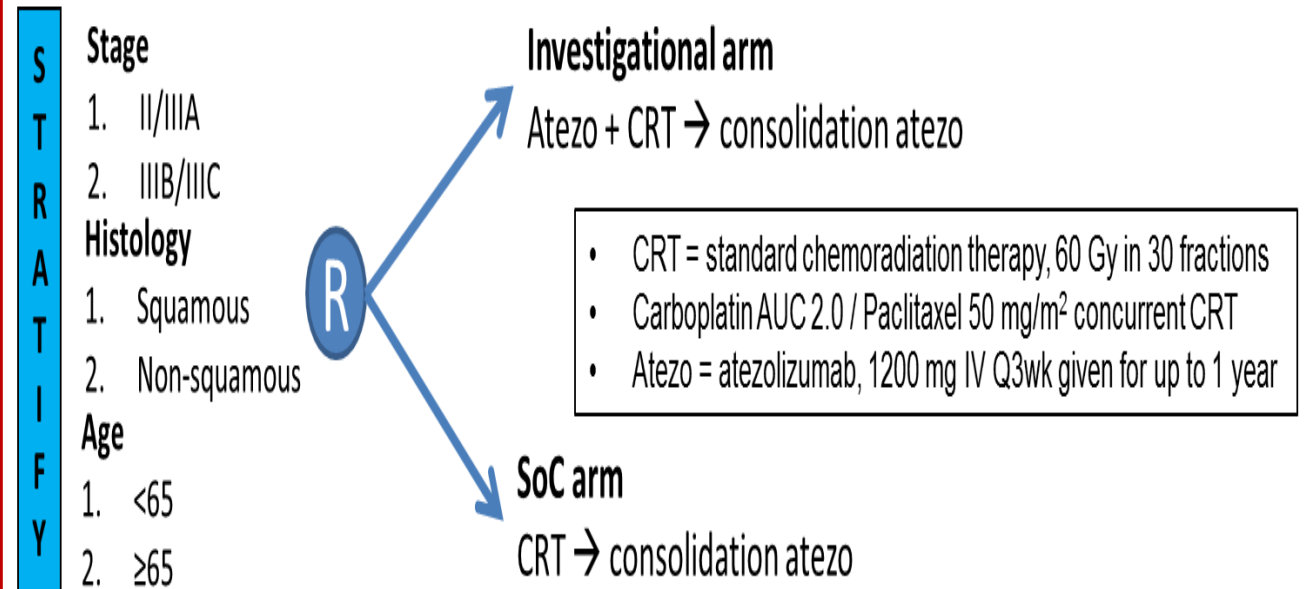 STRATIFY
Stage
1. II/IIIA
2. IIIB/IIIC
Histology
1. Squamous
2. Non-squamous
Age
1. <65
2. ≥65
R
Investigational arm
Atezo + CRT → consolidation atezo
• CRT = standard chemoradiation therapy, 60 Gy in 30 fractions
• Carboplatin AUC 2.0 / Paclitaxel 50 mg/m² concurrent CRT
• Atezo = atezolizumab, 1200 mg IV Q3wk given for up to 1 year
SoC arm
CRT → consolidation atezo